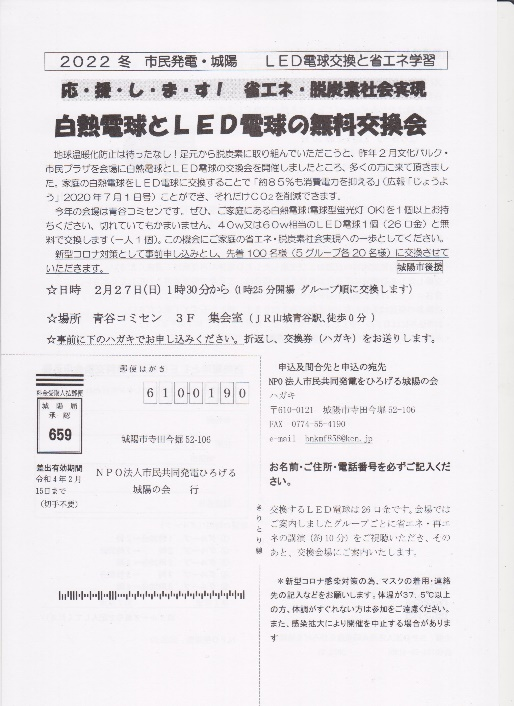 2022 冬　市民発電・城陽　　LED電球交換と省エネ学習
応・援・し・ま・す！　省エネ・脱炭素社会実現
白熱電球とLED電球の無料交換会
地球温暖化防止は待ったなし！足元から脱炭素に取り組んでいただこうと、昨年２月文化パルク・
市民プラザを会場に白熱電球とLED電球の交換会を開催しましたところ、多くの方に来て頂きまし
た。家庭の白熱電球をLED電球に交換することで「約８５％も消費電力を抑える」（広報「じょうよ
う」2020年7月1日号）ことができ、それだけCO₂を削減できます。
今年の会場は青谷コミセンです。ぜひ、ご家庭にある白熱電球（電球型蛍光灯OK）を１個以上お持
ちください、切れていてもかまいません、４０W又は６０W相当のLED電球１個（２６口金）と無
料で交換します（一人１個）。この機会にご家庭の省エネ・脱炭素社会実現への一歩としてください。
新型コロナ対策として事前申し込みとし、先着１００名様（５グループ各２０名様）に交換させて
いただきます。　　城陽市後援
☆日時　２月２７日(日) １時３０分から（1時25分開場 グループ順に交換します）
☆場所　青谷コミセン　３F　集会室（JR山城青谷駅、徒歩０分）
☆事前に下のハガキでお申し込みください。折返し、交換券（ハガキ）をお送りします。
郵便はがき
6100190
料金受取人払郵便
城陽局
承認
659
差出有効期間
令和４年２月
15日まで
（切手不要）
城陽市寺田今堀 52-106
NPO法人市民共同発電ひろげる
城陽の会　　行
きりとり線
申込及問合先と申込の宛先
NPO法人市民共同発電をひろげる城陽の会
ハガキ
〒610-0121　城陽市寺田今堀 52-106
FAX　0774-55-4190
e-mail　hnkmf858@ken.jp
お名前・ご住所・電話番号を必ずご記入くだ
さい。
交換するLED電球は26口金です。会場では
ご案内しましたグループごとに省エネ・再エ
ネの講演（約10分）をご視聴いただき、その
あと、交換会場にご案内いたします。
＊新型コロナ感染対策の為、マスクの着用・連絡
先の記入などをお願いします。体温が37．5℃以上
の方、体調がすぐれない方は参加をご遠慮ください。
また、感染拡大により開催を中止する場合がありま
す